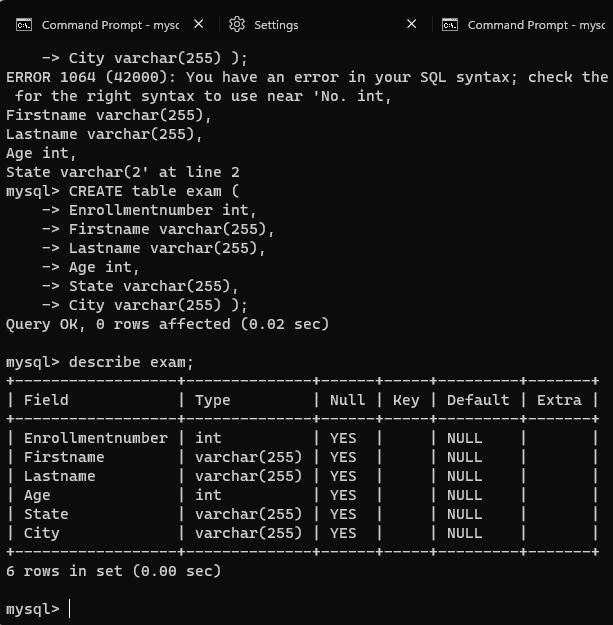 Command Prompt - mysc
Settings
Command Prompt - mysc
-> City varchar(255) );
ERROR 1064 (42000): You have an error in your SQL syntax; check the
for the right syntax to use near 'No. int,
Firstname varchar(255),
Lastname varchar(255),
Age int,
State varchar(2' at line 2
mysql> CREATE table exam (
-> Enrollmentnumber int,
-> Firstname varchar(255),
-> Lastname varchar(255),
-> Age int,
-> State varchar(255),
-> City varchar(255) );
Query OK, 0 rows affected (0.02 sec)
mysql> describe exam;
+------------------+--------------+------+-----+---------+-------+
| Field | Type | Null | Key | Default | Extra |
+------------------+--------------+------+-----+---------+-------+
| Enrollmentnumber | int | YES | | NULL | |
| Firstname | varchar(255) | YES | | NULL | |
| Lastname | varchar(255) | YES | | NULL | |
| Age | int | YES | | NULL | |
| State | varchar(255) | YES | | NULL | |
| City | varchar(255) | YES | | NULL | |
+------------------+--------------+------+-----+---------+-------+
6 rows in set (0.00 sec)
mysql>